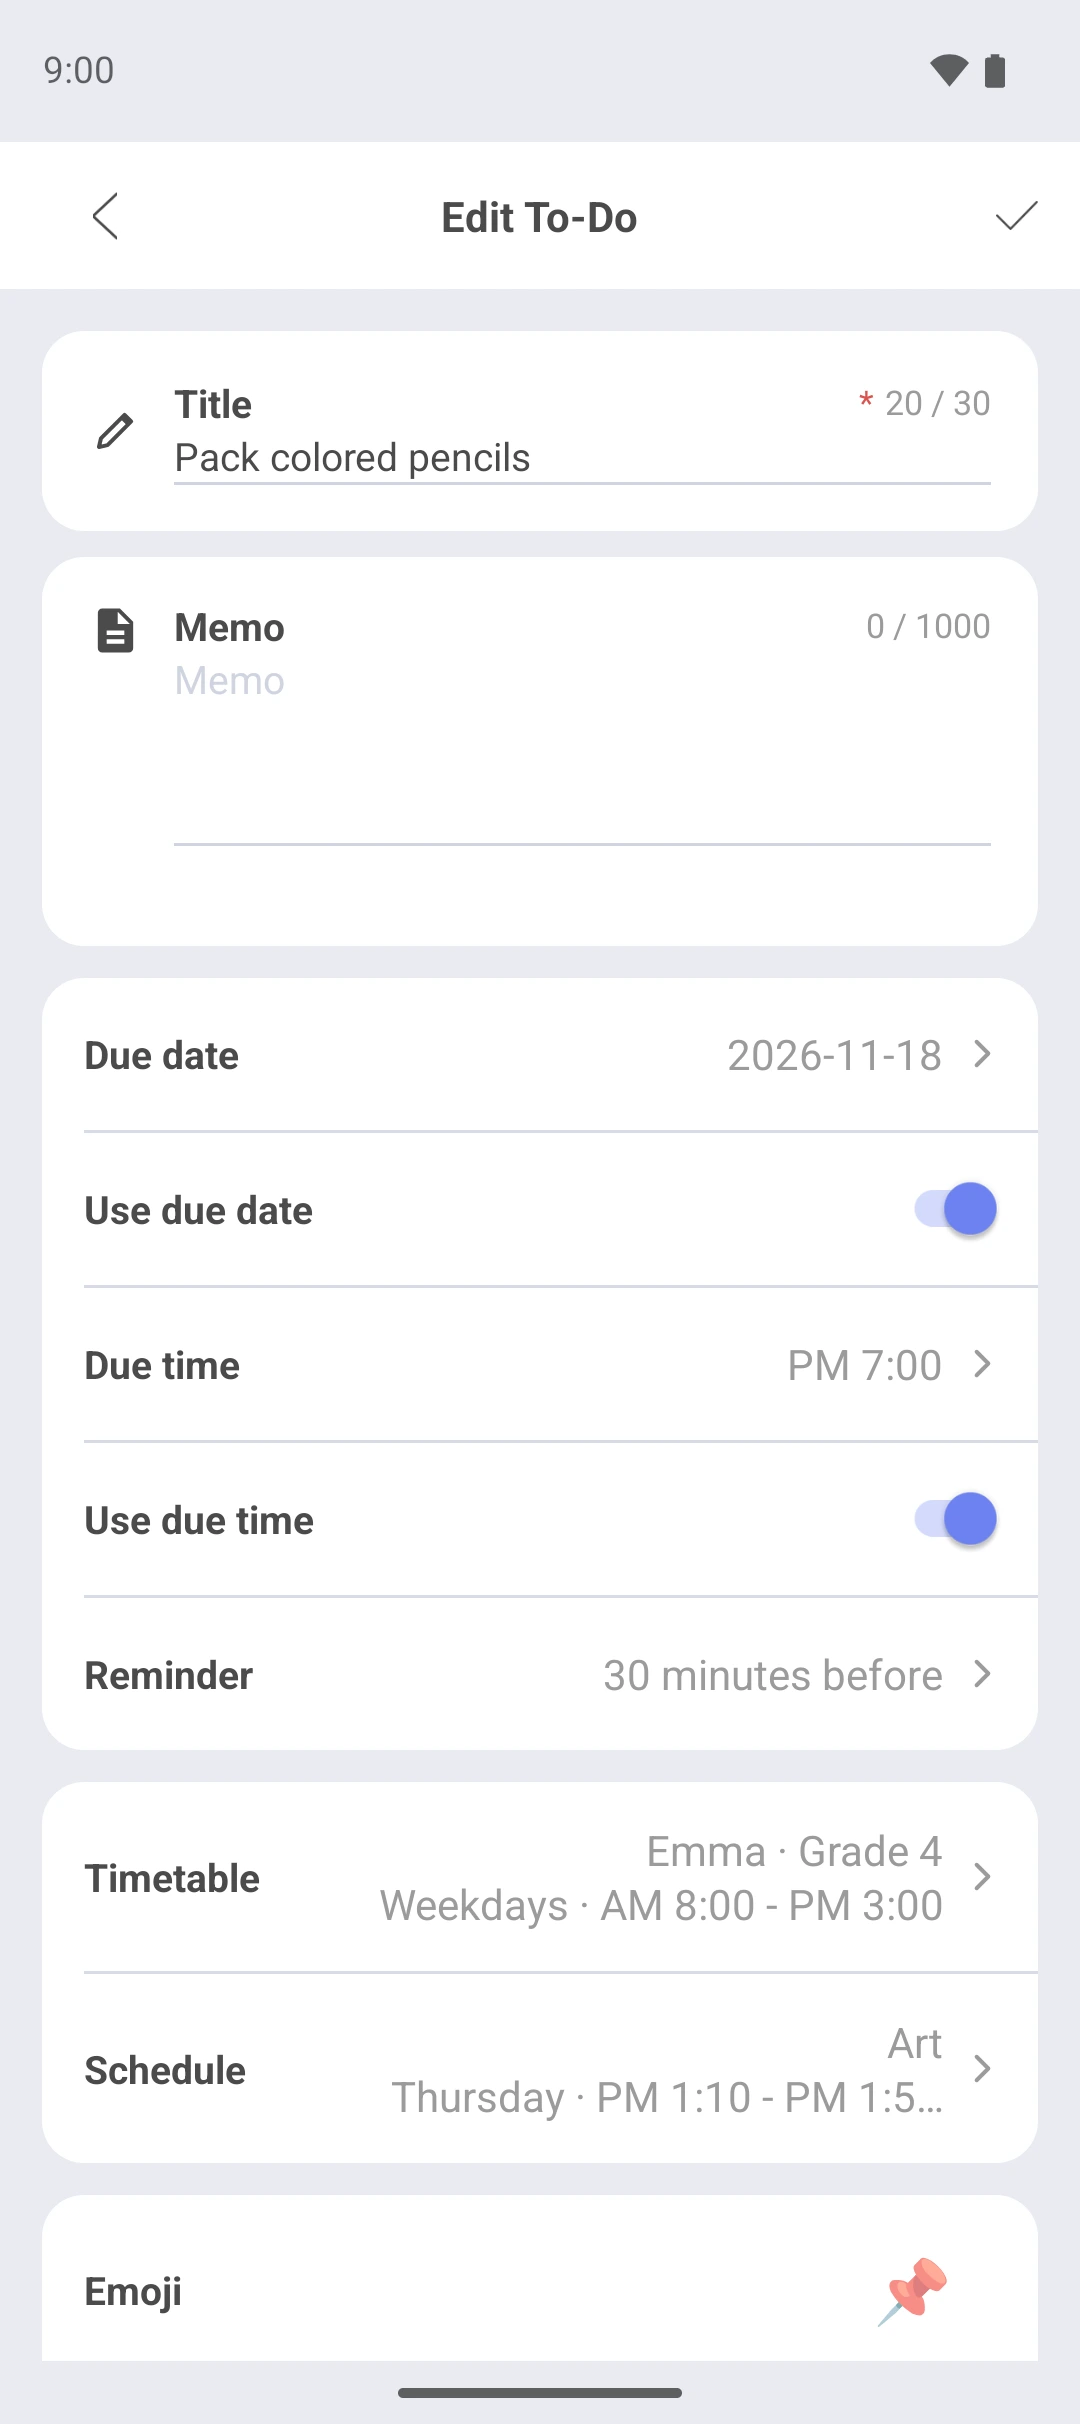 9:00
Edit To-Do
Title
* 20 / 30
Pack colored pencils
Memo
0 / 1000
Memo
Due date
2026-11-18
Use due date
Due time
PM 7:00
Use due time
Reminder
30 minutes before
Timetable
Emma · Grade 4
Weekdays · AM 8:00 - PM 3:00
Schedule
Art
Thursday · PM 1:10 - PM 1:5…
Emoji